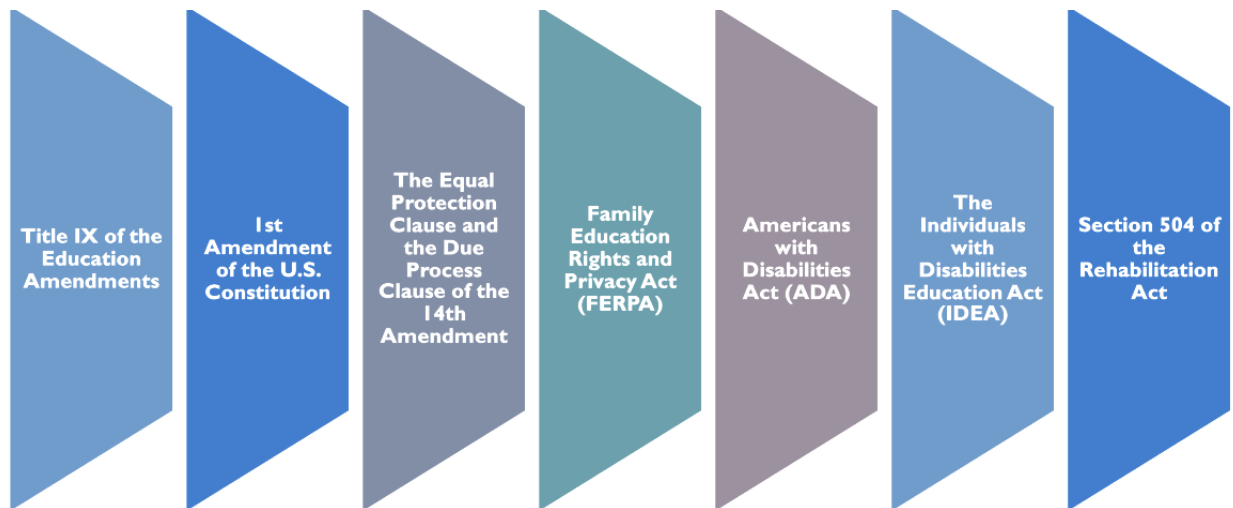 Title IX of the
Education
Amendments
1st
Amendment
of the U.S.
Constitution
The Equal
Protection
Clause and
the Due
Process
Clause of the
14th
Amendment
Family
Education
Rights and
Privacy Act
(FERPA)
Americans
with
Disabilities
Act (ADA)
The
Individuals
with
Disabilities
Education Act
(IDEA)
Section 504 of
the
Rehabilitation
Act